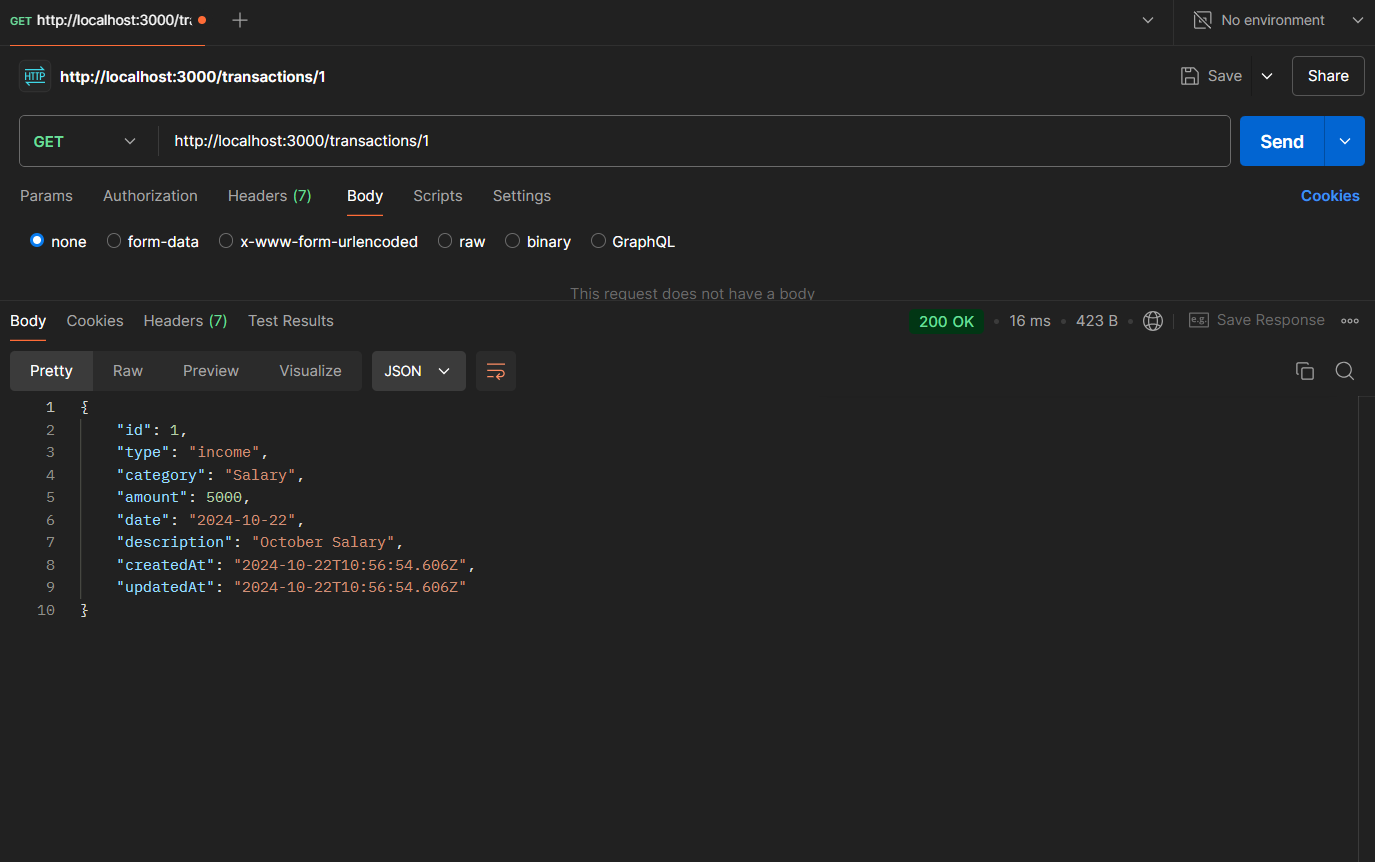 GET http://localhost:3000/tra
No environment
HTTP http://localhost:3000/transactions/1
Save
Share
GET http://localhost:3000/transactions/1
Send
Params Authorization Headers (7) Body Scripts Settings Cookies
none form-data x-www-form-urlencoded raw binary GraphQL
This request does not have a body
Body Cookies Headers (7) Test Results 200 OK 16 ms 423 B e.g. Save Response
Pretty Raw Preview Visualize JSON
1 {
2 "id": 1,
3 "type": "income",
4 "category": "Salary",
5 "amount": 5000,
6 "date": "2024-10-22",
7 "description": "October Salary",
8 "createdAt": "2024-10-22T10:56:54.606Z",
9 "updatedAt": "2024-10-22T10:56:54.606Z"
10 }